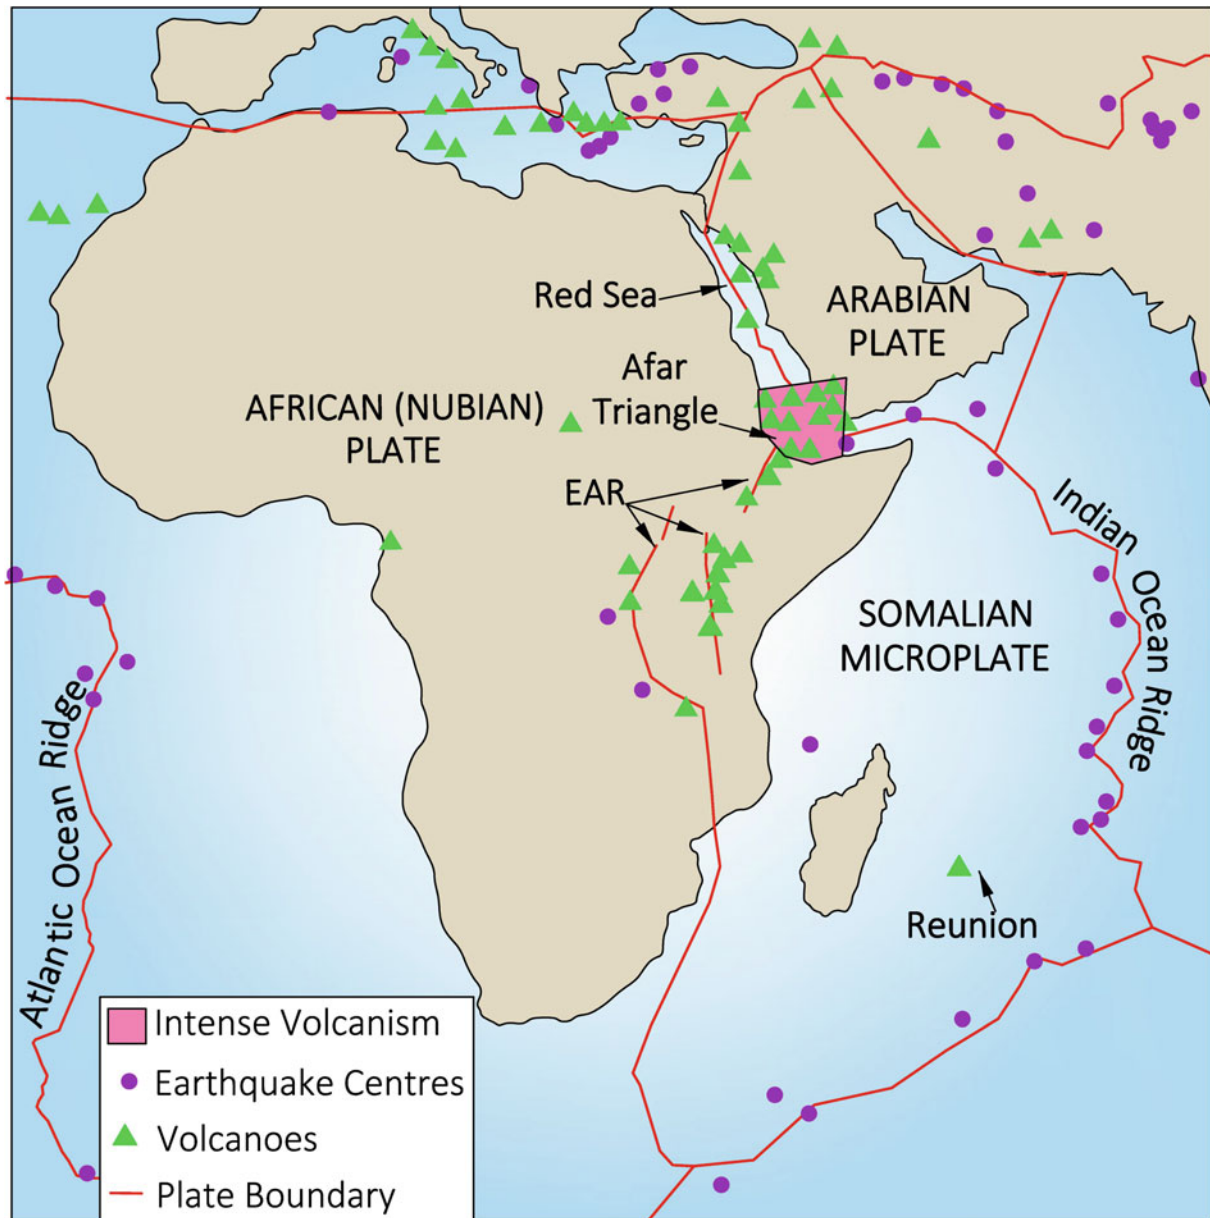 Red Sea
ARABIAN
PLATE
Afar
Triangle
AFRICAN (NUBIAN)
PLATE
EAR
Indian Ocean Ridge
SOMALIAN
MICROPLATE
Atlantic Ocean Ridge
Reunion
Intense Volcanism
Earthquake Centres
Volcanoes
Plate Boundary